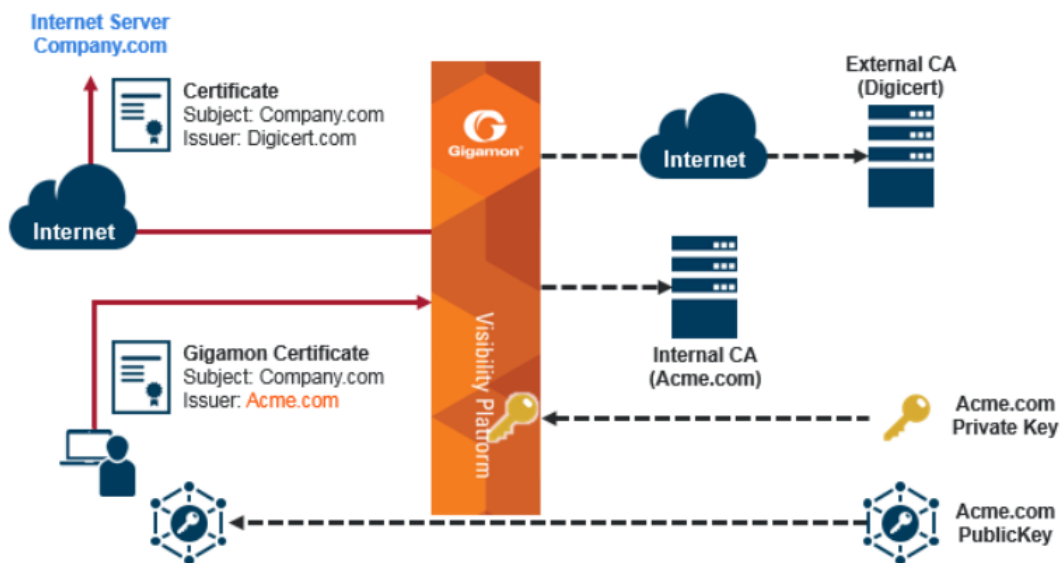 Internet Server
Company.com
Certificate
Subject: Company.com
Issuer: Digicert.com
Internet
Gigamon®
Internet
External CA
(Digicert)
Internal CA
(Acme.com)
Gigamon Certificate
Subject: Company.com
Issuer: Acme.com
Visibility Platform
Acme.com
Private Key
Acme.com
PublicKey